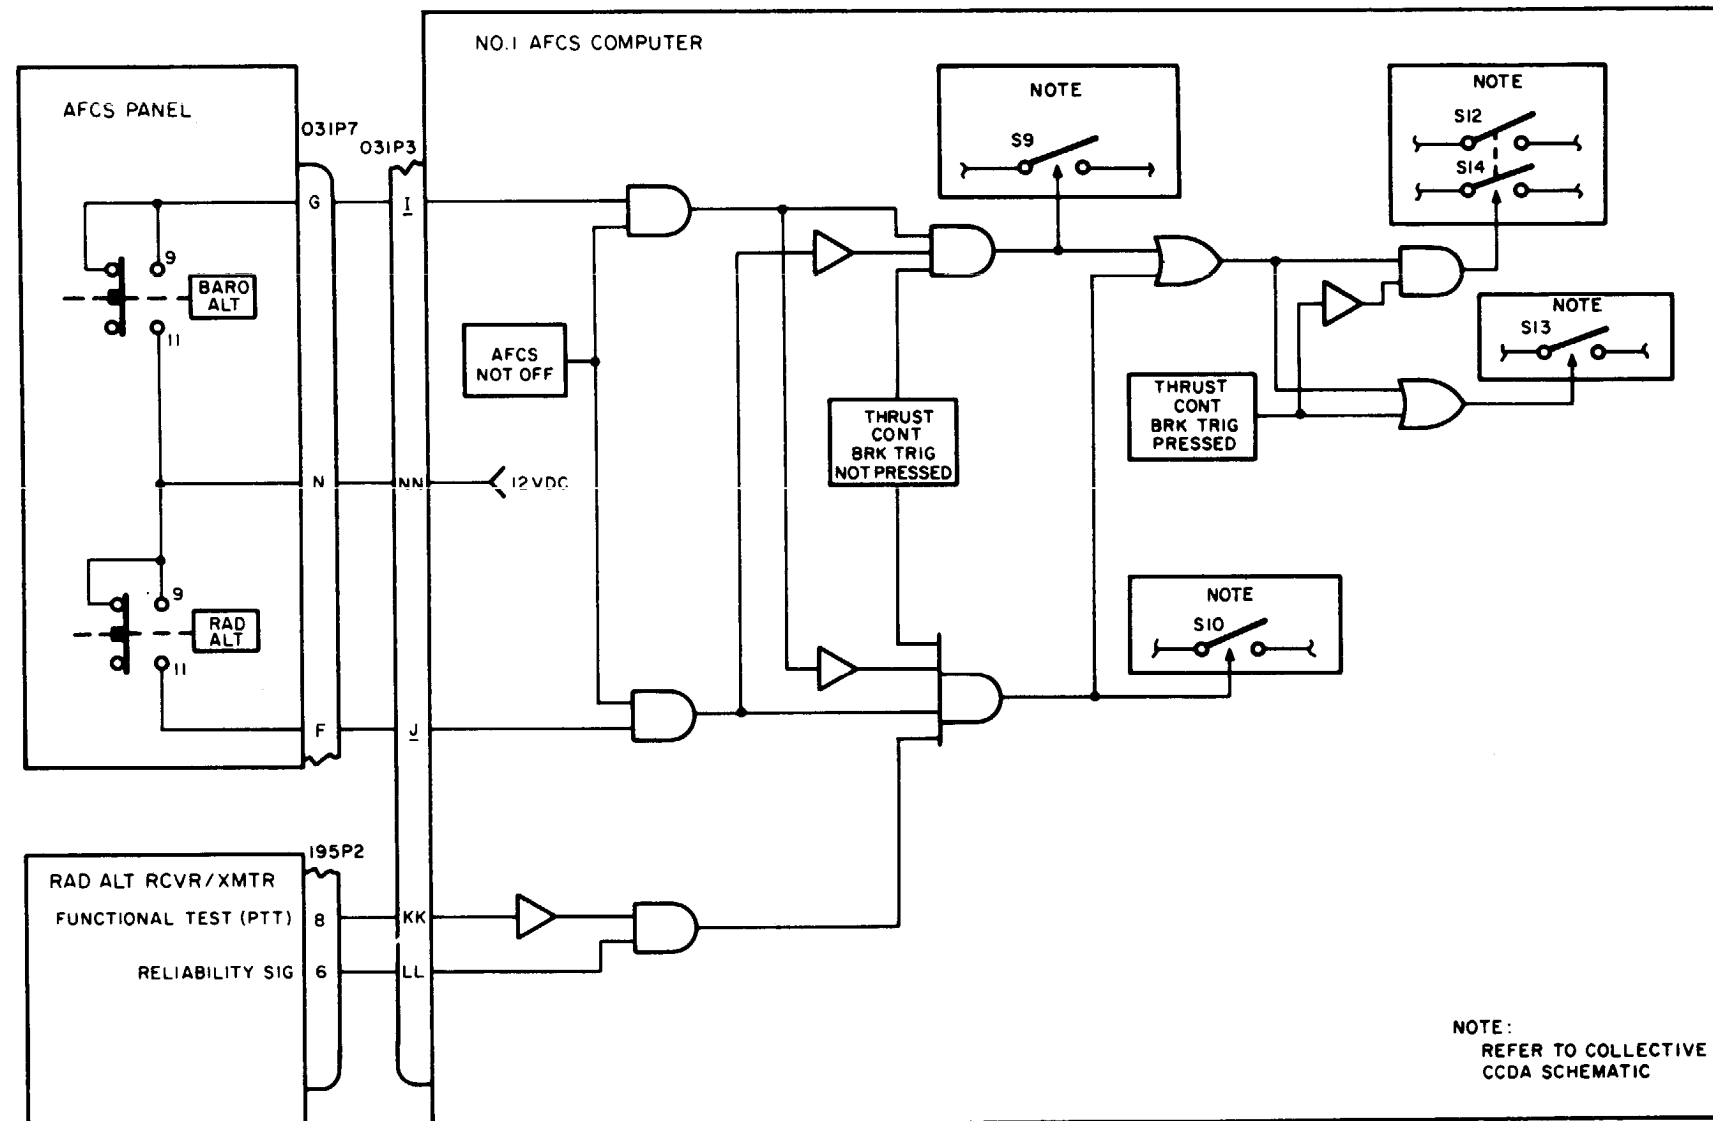 NO.1 AFCS COMPUTER
AFCS PANEL
031P7
031P3
NOTE
S9
NOTE
S12
S14
G
I
9
BARO
ALT
11
AFCS
NOT OFF
THRUST
CONT
BRK TRIG
NOT PRESSED
THRUST
CONT
BRK TRIG
PRESSED
NOTE
S13
N
NN
12VDC
9
RAD
ALT
11
NOTE
S10
F
J
195P2
RAD ALT RCVR/XMTR
FUNCTIONAL TEST (PTT)
8
KK
RELIABILITY SIG
6
LL
NOTE:
REFER TO COLLECTIVE
CCDA SCHEMATIC